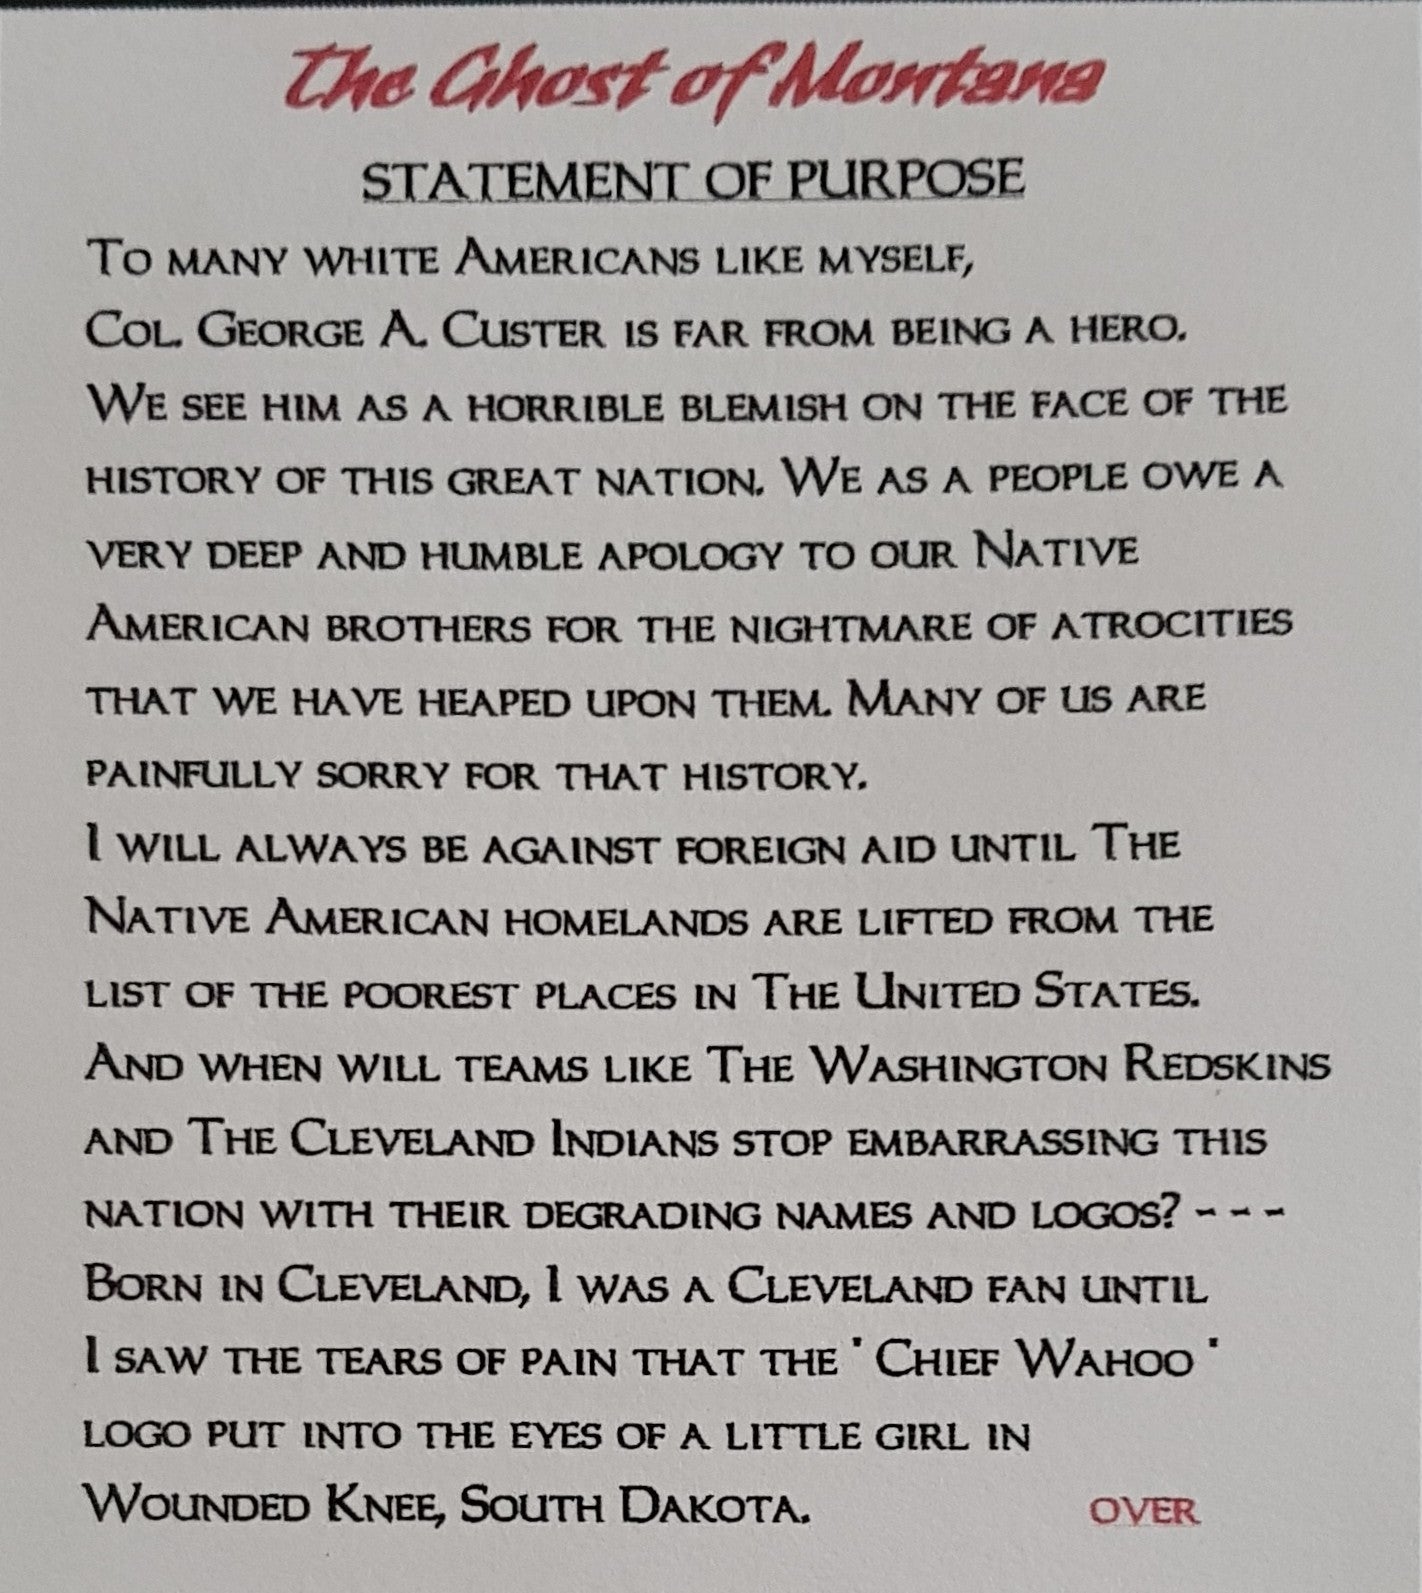 The Ghost of Montana
STATEMENT OF PURPOSE
To many white Americans like myself,
Col. George A. Custer is far from being a hero.
We see him as a horrible blemish on the face of the
history of this great nation. We as a people owe a
very deep and humble apology to our Native
American brothers for the nightmare of atrocities
that we have heaped upon them. Many of us are
painfully sorry for that history.
I will always be against foreign aid until The
Native American homelands are lifted from the
list of the poorest places in The United States.
And when will teams like The Washington Redskins
and The Cleveland Indians stop embarrassing this
nation with their degrading names and logos? - - -
Born in Cleveland, I was a Cleveland fan until
I saw the tears of pain that the ' Chief Wahoo '
logo put into the eyes of a little girl in
Wounded Knee, South Dakota. OVER